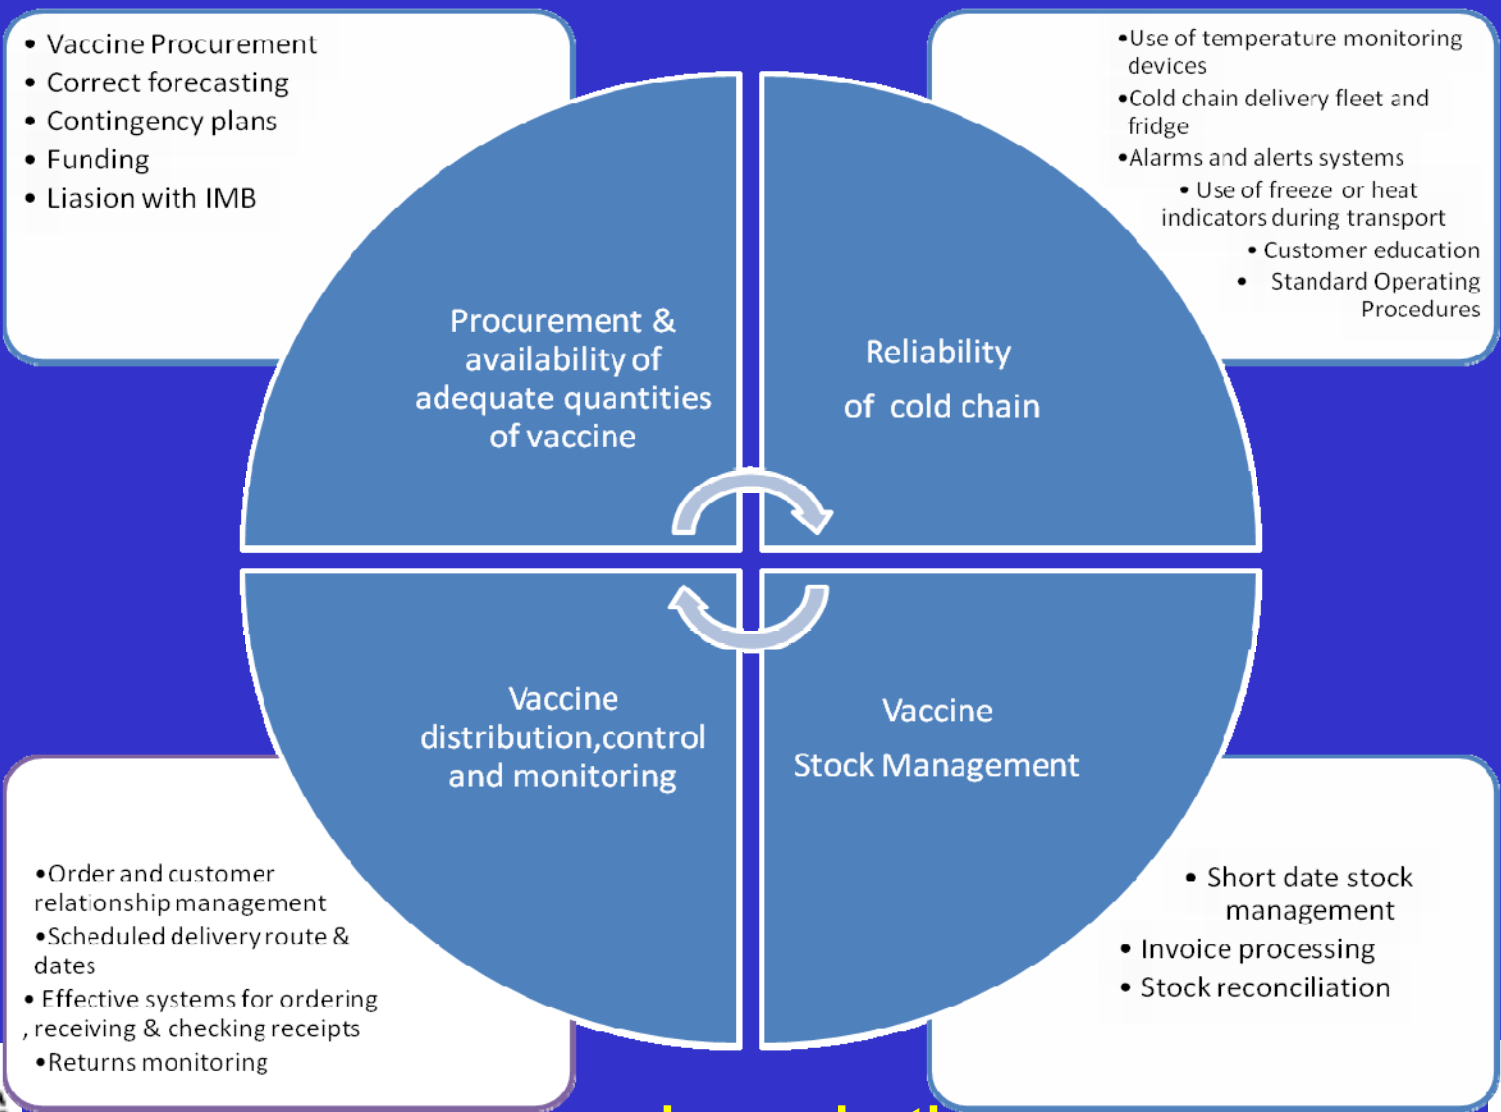 • Vaccine Procurement
• Correct forecasting
• Contingency plans
• Funding
• Liasion with IMB
•Use of temperature monitoring
devices
•Cold chain delivery fleet and
fridge
•Alarms and alerts systems
• Use of freeze or heat
indicators during transport
• Customer education
• Standard Operating
Procedures
Procurement &
availability of
adequate quantities
of vaccine
Reliability
of cold chain
Vaccine
distribution,control
and monitoring
Vaccine
Stock Management
•Order and customer
relationship management
•Scheduled delivery route &
dates
• Effective systems for ordering
, receiving & checking receipts
•Returns monitoring
• Short date stock
management
• Invoice processing
• Stock reconciliation